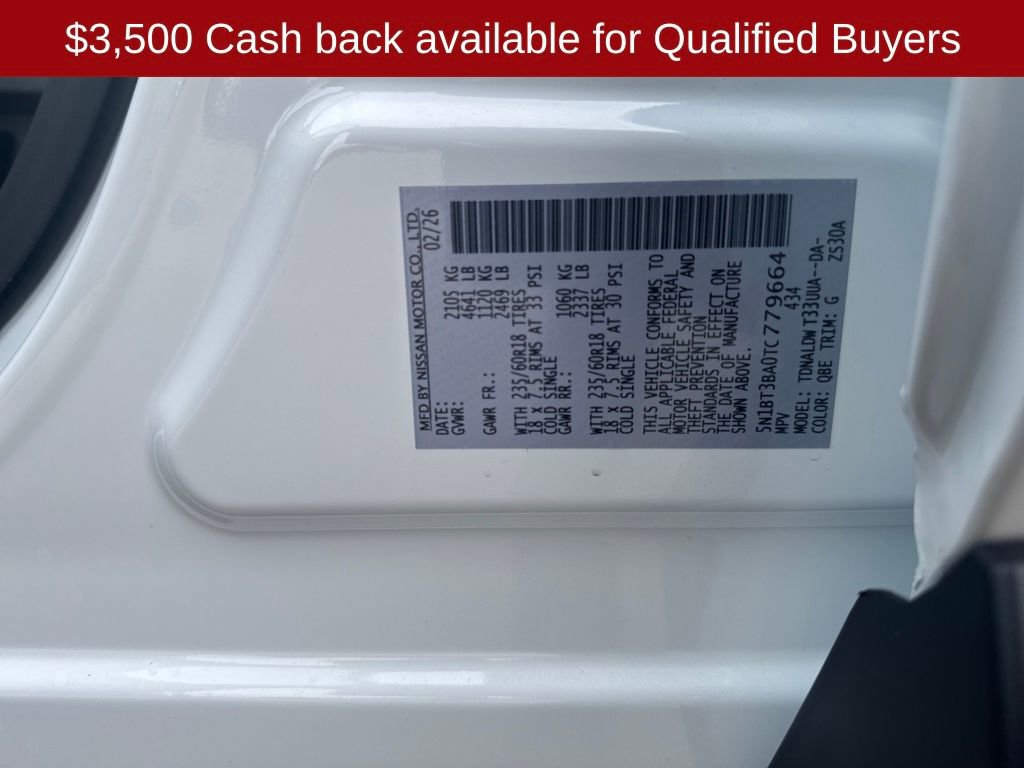 $3,500 Cash back available for Qualified Buyers
MFD BY NISSAN MOTOR CO., LTD.
DATE: 02/26
GVWR: 2105 KG
4641 LB
GAWR FR.: 1120 KG
2469 LB
WITH 235/60R18 TIRES
18 X 7.5 RIMS AT 33 PSI
COLD SINGLE
GAWR RR.: 1060 KG
2337 LB
WITH 235/60R18 TIRES
18 X 7.5 RIMS AT 30 PSI
COLD SINGLE
THIS VEHICLE CONFORMS TO
ALL APPLICABLE FEDERAL
MOTOR VEHICLE SAFETY AND
THEFT PREVENTION
STANDARDS IN EFFECT ON
THE DATE OF MANUFACTURE
SHOWN ABOVE.
5N1BT3BA0TC779664
MPV 434
MODEL: TDNALDWT33UUA--DA-
COLOR: QBE TRIM: G ZS30A